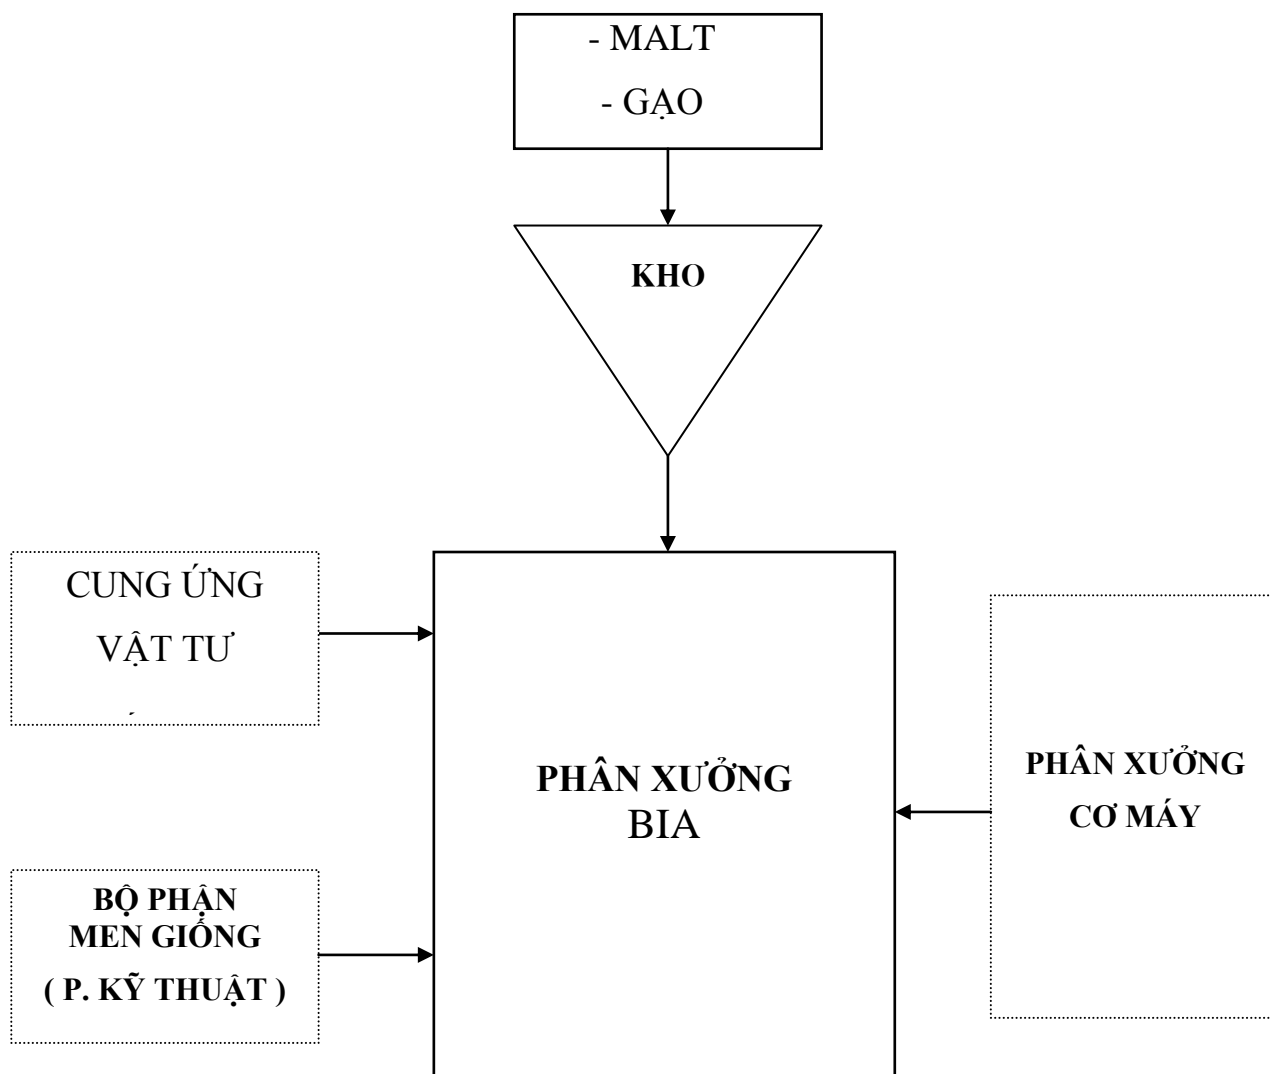 - MALT
- GẠO
KHO
CUNG ỨNG
VẬT TƯ
PHÂN XƯỞNG
BIA
PHÂN XƯỞNG
CƠ MÁY
BỘ PHẬN
MEN GIỐNG
( P. KỸ THUẬT )